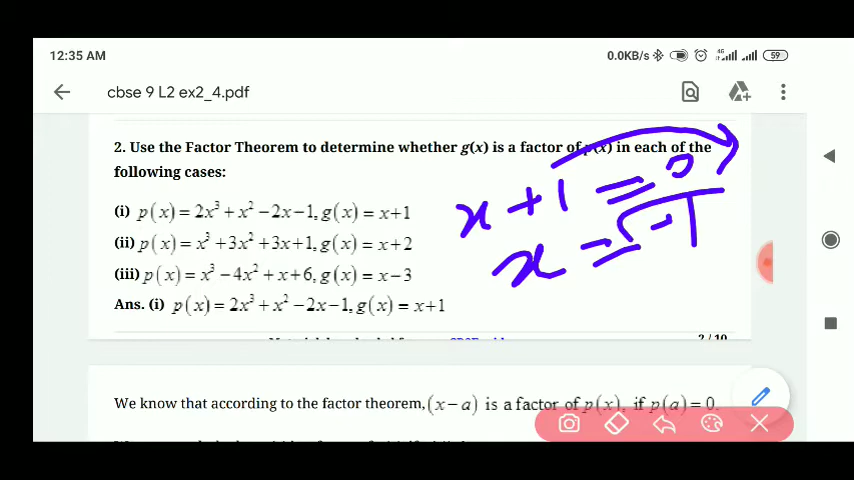 12:35 AM 0.0KB/s 4G 59
cbse 9 L2 ex2_4.pdf
2. Use the Factor Theorem to determine whether g(x) is a factor of p(x) in each of the
following cases:
x + 1 = 0
(i) p(x) = 2x³ + x² − 2x − 1, g(x) = x+1
x = -1
(ii) p(x) = x³ + 3x² + 3x + 1, g(x) = x+2
(iii) p(x) = x³ − 4x² + x + 6, g(x) = x−3
Ans. (i) p(x) = 2x³ + x² − 2x − 1, g(x) = x+1
2 / 10
We know that according to the factor theorem, (x−a) is a factor of p(x), if p(a) = 0.